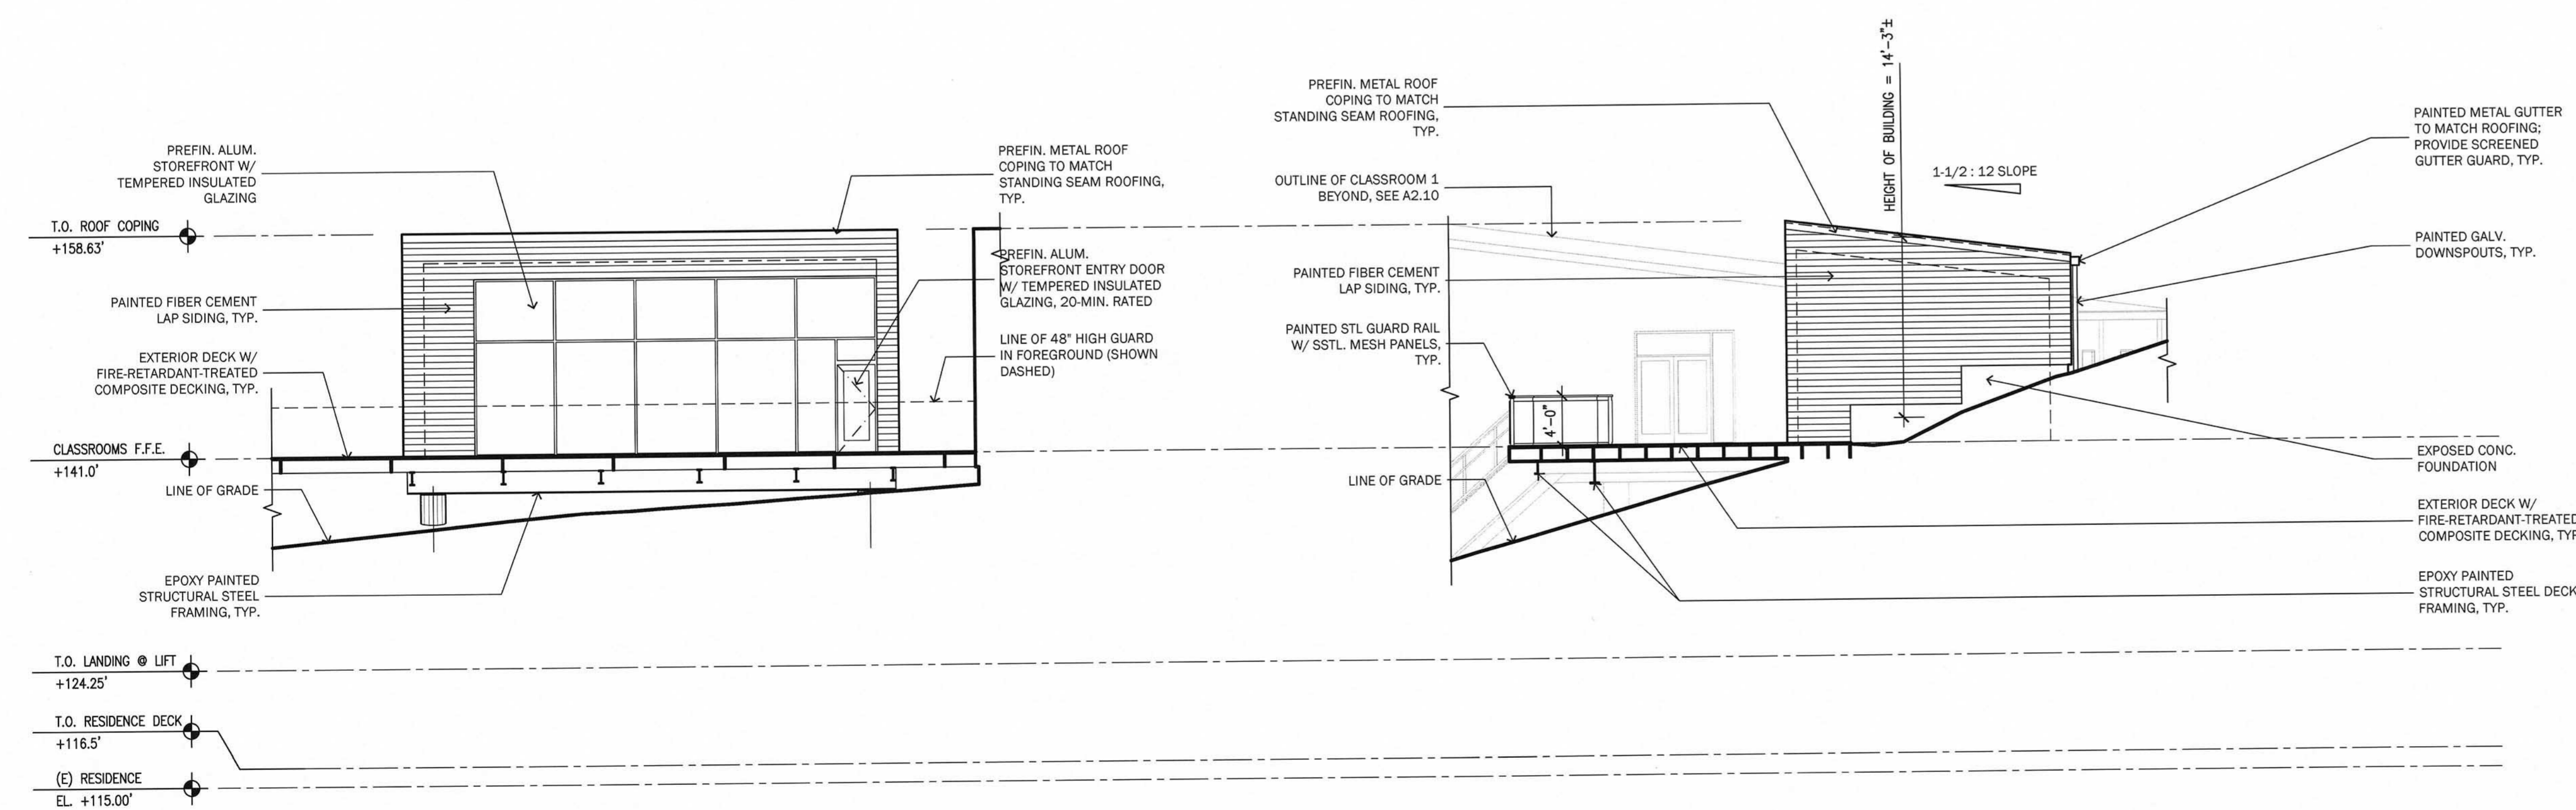 PREFIN. ALUM.
STOREFRONT W/
TEMPERED INSULATED
GLAZING
T.O. ROOF COPING
+158.63'
PAINTED FIBER CEMENT
LAP SIDING, TYP.
EXTERIOR DECK W/
FIRE-RETARDANT-TREATED
COMPOSITE DECKING, TYP.
CLASSROOMS F.F.E.
+141.0'
LINE OF GRADE
EPOXY PAINTED
STRUCTURAL STEEL
FRAMING, TYP.
T.O. LANDING @ LIFT
+124.25'
T.O. RESIDENCE DECK
+116.5'
(E) RESIDENCE
EL. +115.00'
PREFIN. METAL ROOF
COPING TO MATCH
STANDING SEAM ROOFING,
TYP.
PREFIN. ALUM.
STOREFRONT ENTRY DOOR
W/ TEMPERED INSULATED
GLAZING, 20-MIN. RATED
LINE OF 48" HIGH GUARD
IN FOREGROUND (SHOWN
DASHED)
PREFIN. METAL ROOF
COPING TO MATCH
STANDING SEAM ROOFING,
TYP.
OUTLINE OF CLASSROOM 1
BEYOND, SEE A2.10
PAINTED FIBER CEMENT
LAP SIDING, TYP.
PAINTED STL GUARD RAIL
W/ SSTL. MESH PANELS,
TYP.
LINE OF GRADE
4'-0"
HEIGHT OF BUILDING = 14'-3"±
1-1/2 : 12 SLOPE
PAINTED METAL GUTTER
TO MATCH ROOFING;
PROVIDE SCREENED
GUTTER GUARD, TYP.
PAINTED GALV.
DOWNSPOUTS, TYP.
EXPOSED CONC.
FOUNDATION
EXTERIOR DECK W/
FIRE-RETARDANT-TREATED
COMPOSITE DECKING, TYP
EPOXY PAINTED
STRUCTURAL STEEL DECK
FRAMING, TYP.